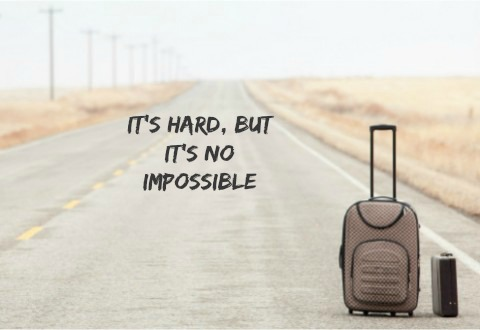 IT'S HARD, BUT
IT'S NO
IMPOSSIBLE